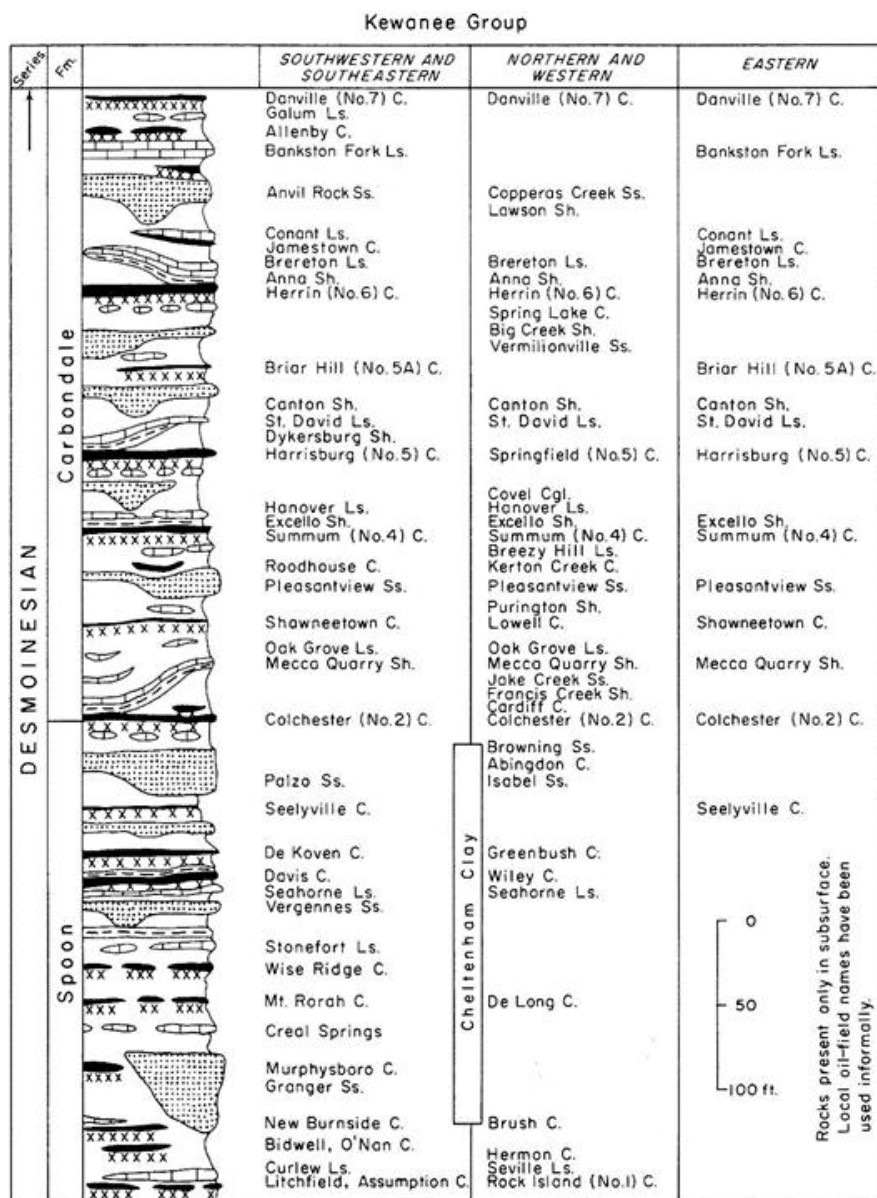 Kewanee Group
Series
Fm.
SOUTHWESTERN AND
SOUTHEASTERN
NORTHERN AND
WESTERN
EASTERN
DESMOINESIAN
Carbondale
Spoon
Danville (No.7) C.
Galum Ls.
Allenby C.
Bankston Fork Ls.
Anvil Rock Ss.
Conant Ls.
Jamestown C.
Brereton Ls.
Anna Sh.
Herrin (No.6) C.
Briar Hill (No.5A) C.
Canton Sh.
St. David Ls.
Dykersburg Sh.
Harrisburg (No.5) C.
Hanover Ls.
Excello Sh.
Summum (No.4) C.
Roodhouse C.
Pleasantview Ss.
Shawneetown C.
Oak Grove Ls.
Mecca Quarry Sh.
Colchester (No.2) C.
Palzo Ss.
Seelyville C.
De Koven C.
Davis C.
Seahorne Ls.
Vergennes Ss.
Stonefort Ls.
Wise Ridge C.
Mt. Rorah C.
Creal Springs
Murphysboro C.
Granger Ss.
New Burnside C.
Bidwell, O'Nan C.
Curlew Ls.
Litchfield, Assumption C.
Danville (No.7) C.
Copperas Creek Ss.
Lawson Sh.
Brereton Ls.
Anna Sh.
Herrin (No.6) C.
Spring Lake C.
Big Creek Sh.
Vermilionville Ss.
Canton Sh.
St. David Ls.
Springfield (No.5) C.
Covel Cgl.
Hanover Ls.
Excello Sh.
Summum (No.4) C.
Breezy Hill Ls.
Kerton Creek C.
Pleasantview Ss.
Purington Sh.
Lowell C.
Oak Grove Ls.
Mecca Quarry Sh.
Jake Creek Ss.
Francis Creek Sh.
Cardiff C.
Colchester (No.2) C.
Cheltenham Clay
Browning Ss.
Abingdon C.
Isabel Ss.
Greenbush C.
Wiley C.
Seahorne Ls.
De Long C.
Brush C.
Hermon C.
Seville Ls.
Rock Island (No.1) C.
Danville (No.7) C.
Bankston Fork Ls.
Conant Ls.
Jamestown C.
Brereton Ls.
Anna Sh.
Herrin (No.6) C.
Briar Hill (No.5A) C.
Canton Sh.
St. David Ls.
Harrisburg (No.5) C.
Excello Sh.
Summum (No.4) C.
Pleasantview Ss.
Shawneetown C.
Mecca Quarry Sh.
Colchester (No.2) C.
Seelyville C.
0
50
100 ft.
Rocks present only in subsurface.
Local oil-field names have been
used informally.